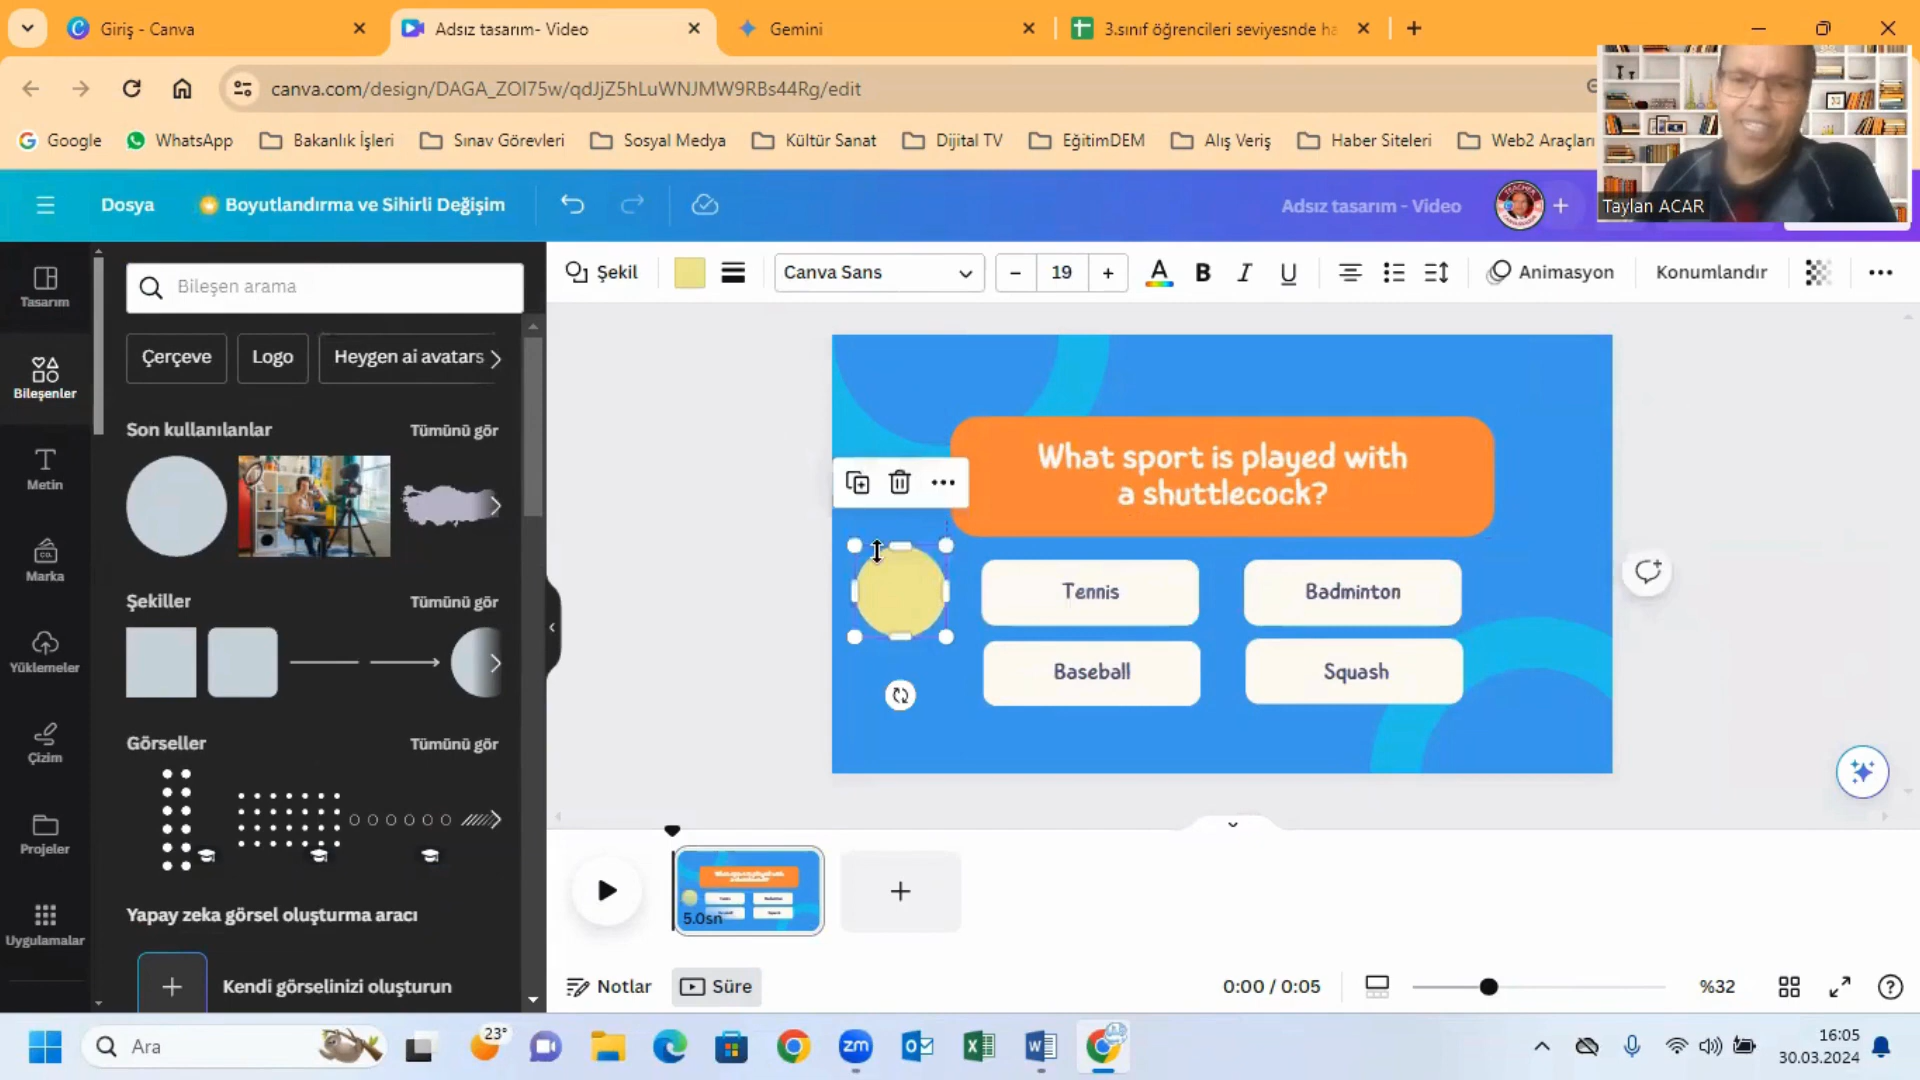 Giriş - Canva
Adsız tasarım- Video
Gemini
3.sınıf öğrencileri seviyesnde ha
canva.com/design/DAGA_ZOI75w/qdJjZ5hLuWNJMW9RBs44Rg/edit
Google
WhatsApp
Bakanlık İşleri
Sınav Görevleri
Sosyal Medya
Kültür Sanat
Dijital TV
EğitimDEM
Alış Veriş
Haber Siteleri
Web2 Araçları
Taylan ACAR
Dosya
Boyutlandırma ve Sihirli Değişim
Adsız tasarım - Video
Tasarım
Bileşenler
Metin
Marka
Yüklemeler
Çizim
Projeler
Uygulamalar
Bileşen arama
Çerçeve
Logo
Heygen ai avatars
Son kullanılanlar
Tümünü gör
Şekiller
Tümünü gör
Görseller
Tümünü gör
Yapay zeka görsel oluşturma aracı
Kendi görselinizi oluşturun
Şekil
Canva Sans
19
Animasyon
Konumlandır
What sport is played with
a shuttlecock?
Tennis
Badminton
Baseball
Squash
5.0sn
Notlar
Süre
0:00 / 0:05
%32
Ara
23°
16:05
30.03.2024